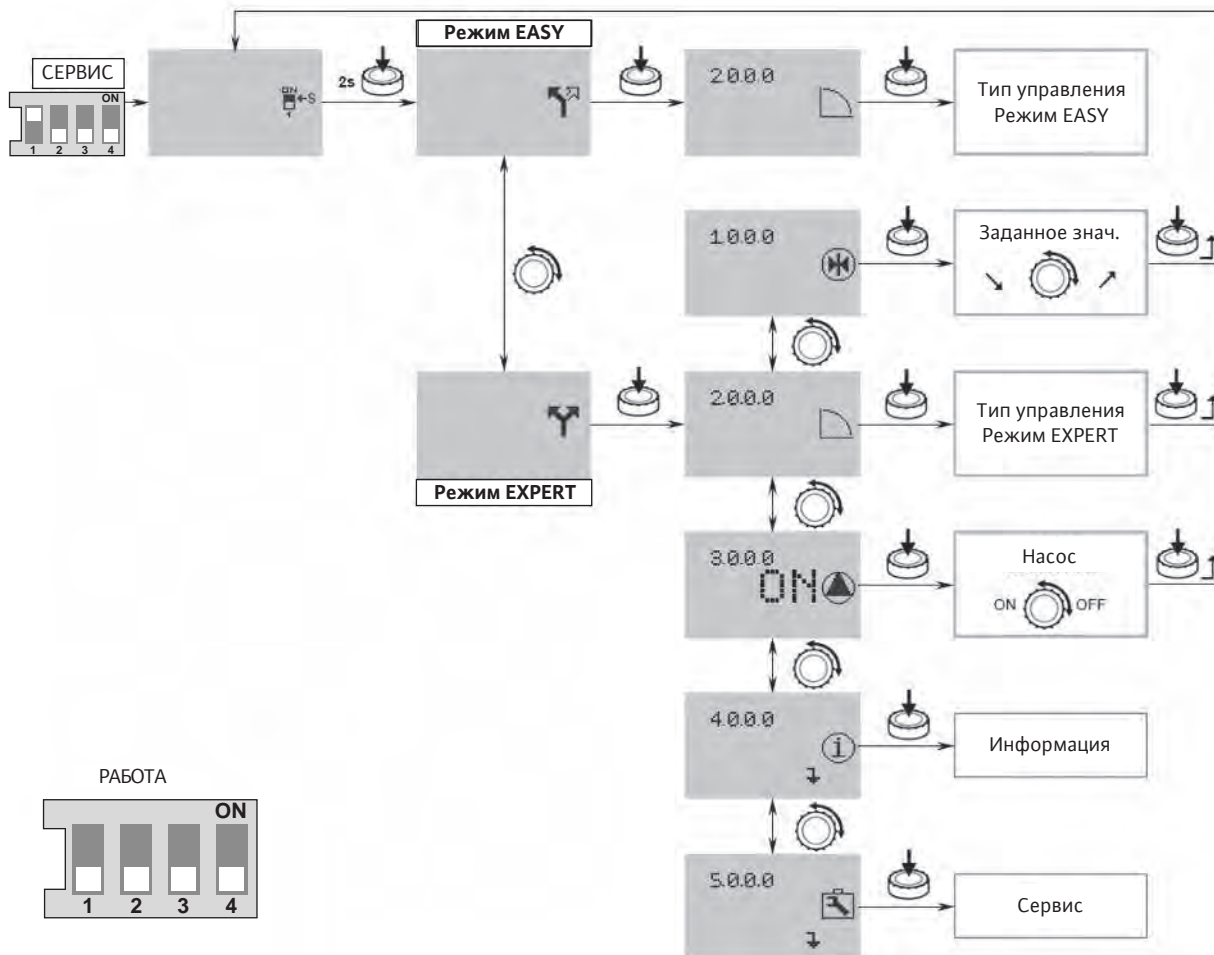 Режим EASY
СЕРВИС
ON
1 2 3 4
ON
S
1
2s
2.0.0.0
Тип управления
Режим EASY
1.0.0.0
Заданное знач.
2.0.0.0
Тип управления
Режим EXPERT
Режим EXPERT
3.0.0.0
ON
Насос
ON OFF
4.0.0.0
i
Информация
РАБОТА
ON
1 2 3 4
5.0.0.0
Сервис